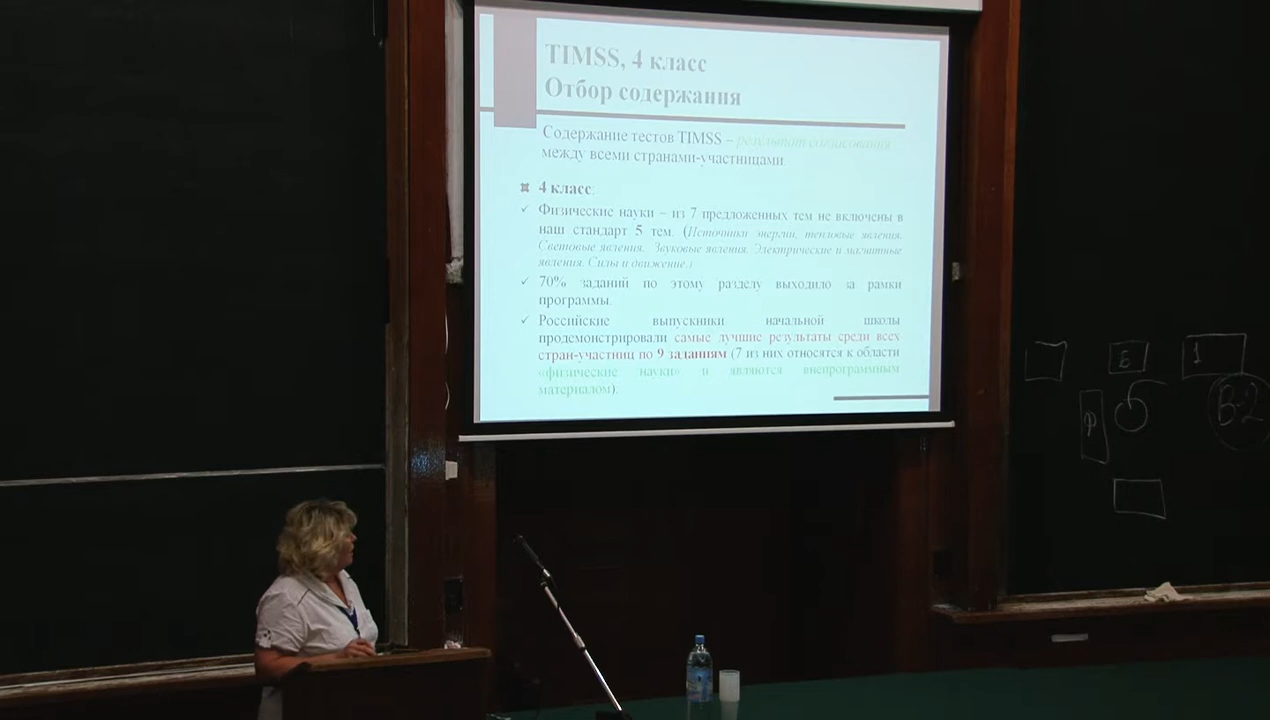 TIMSS, 4 класс
Отбор содержания
Содержание тестов TIMSS – результат согласования
между всеми странами-участницами.
4 класс:
Физические науки – из 7 предложенных тем не включены в
наш стандарт 5 тем. (Источники энергии, тепловые явления.
Световые явления. Звуковые явления. Электрические и магнитные
явления. Силы и движение.)
70% заданий по этому разделу выходило за рамки
программы.
Российские выпускники начальной школы
продемонстрировали самые лучшие результаты среди всех
стран-участниц по 9 заданиям (7 из них относятся к области
«физические науки» и являются внепрограммным
материалом).
Б
1
Ф
В2